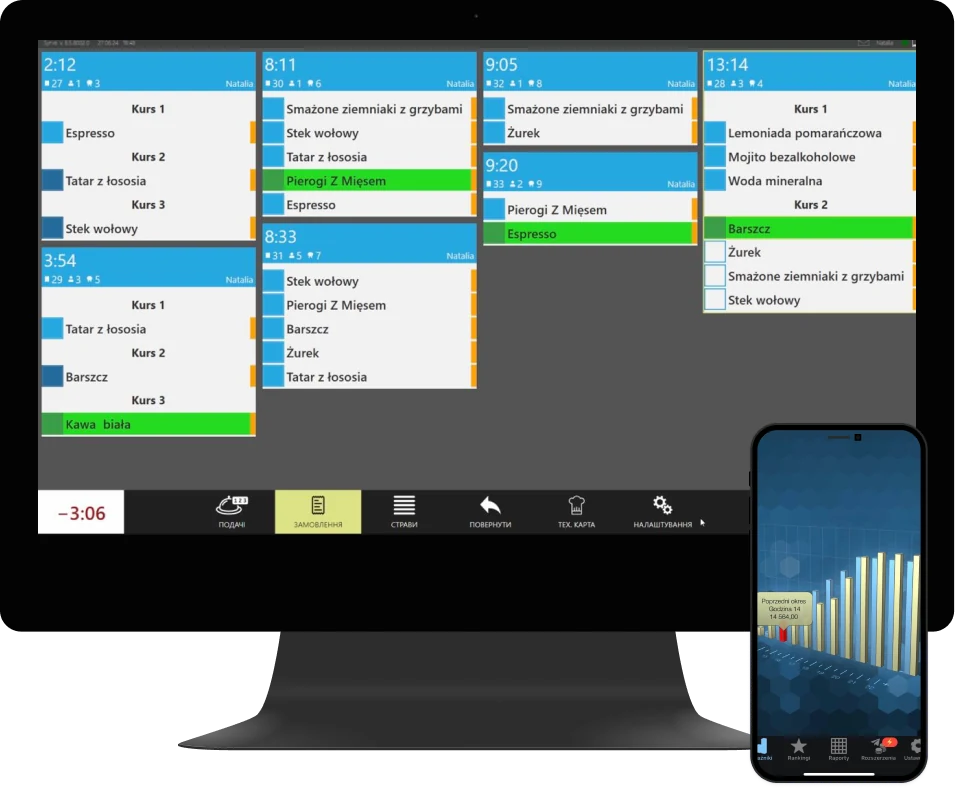 2:12
27 1 3 Natalia
Kurs 1
Espresso
Kurs 2
Tatar z łososia
Kurs 3
Stek wołowy
3:54
29 3 5 Natalia
Kurs 1
Tatar z łososia
Kurs 2
Barszcz
Kurs 3
Kawa biała
8:11
30 1 6 Natalia
Smażone ziemniaki z grzybami
Stek wołowy
Tatar z łososia
Pierogi Z Mięsem
Espresso
8:33
31 5 7 Natalia
Stek wołowy
Pierogi Z Mięsem
Barszcz
Żurek
Tatar z łososia
9:05
32 1 8 Natalia
Smażone ziemniaki z grzybami
Żurek
9:20
33 2 9 Natalia
Pierogi Z Mięsem
Espresso
13:14
28 3 4 Natalia
Kurs 1
Lemoniada pomarańczowa
Mojito bezalkoholowe
Woda mineralna
Kurs 2
Barszcz
Żurek
Smażone ziemniaki z grzybami
Stek wołowy
−3:06
ПОДАЧІ
ЗАМОВЛЕННЯ
СТРАВИ
ПОВЕРНУТИ
ТЕХ. КАРТА
НАЛАШТУВАННЯ
Poprzedni okres
Godzina 14
14 564,00
Rankingi
Raporty
Rozszerzenia